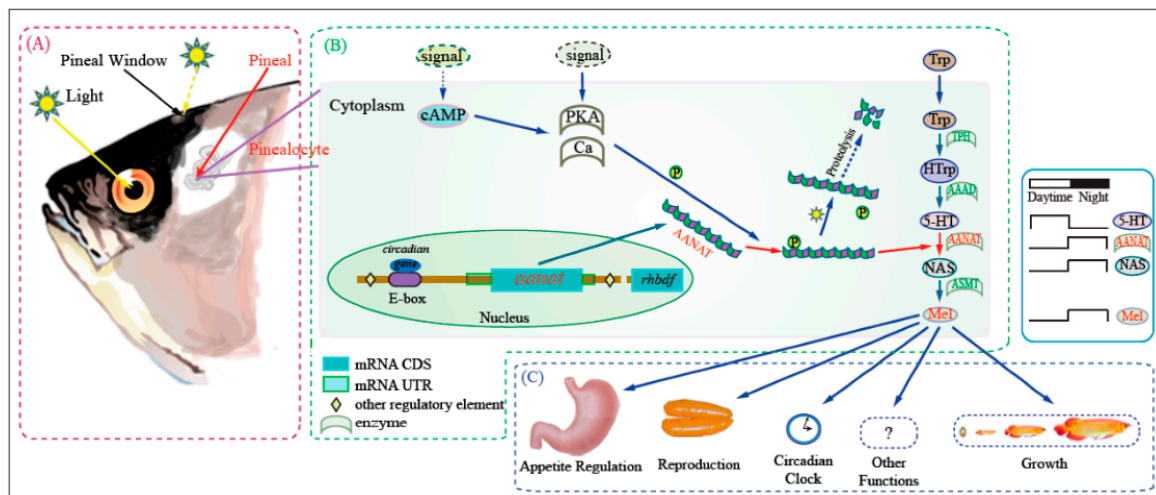 (A)
Pineal Window
Pineal
Light
Pinealocyte
(B)
signal
signal
Cytoplasm
cAMP
PKA
Ca
P
AANAT
P
P
Proteolysis
Trp
Trp
TPH
HTrp
AAAD
5-HT
AANAT
NAS
ASMT
Mel
circadian
gene
E-box
aanat
rhbdf
Nucleus
mRNA CDS
mRNA UTR
other regulatory element
enzyme
Daytime Night
5-HT
AANAT
NAS
Mel
(C)
Appetite Regulation
Reproduction
Circadian
Clock
?
Other
Functions
Growth